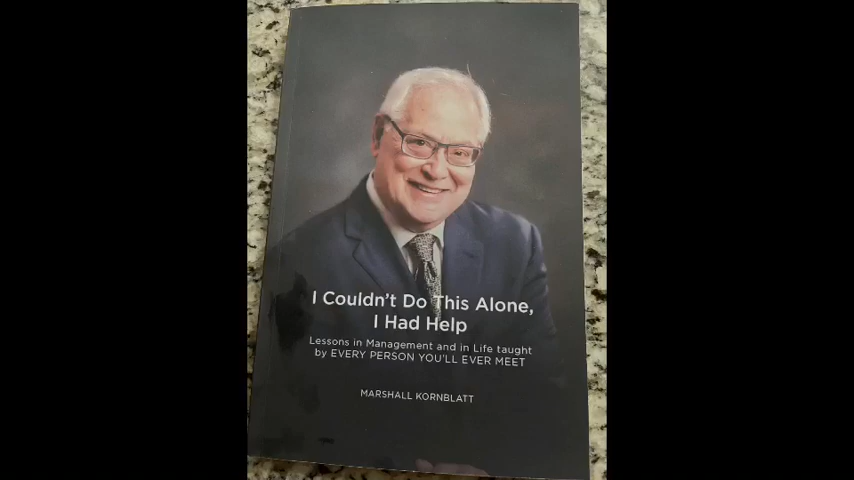 I Couldn't Do This Alone,
I Had Help
Lessons in Management and in Life taught
by EVERY PERSON YOU'LL EVER MEET
MARSHALL KORNBLATT